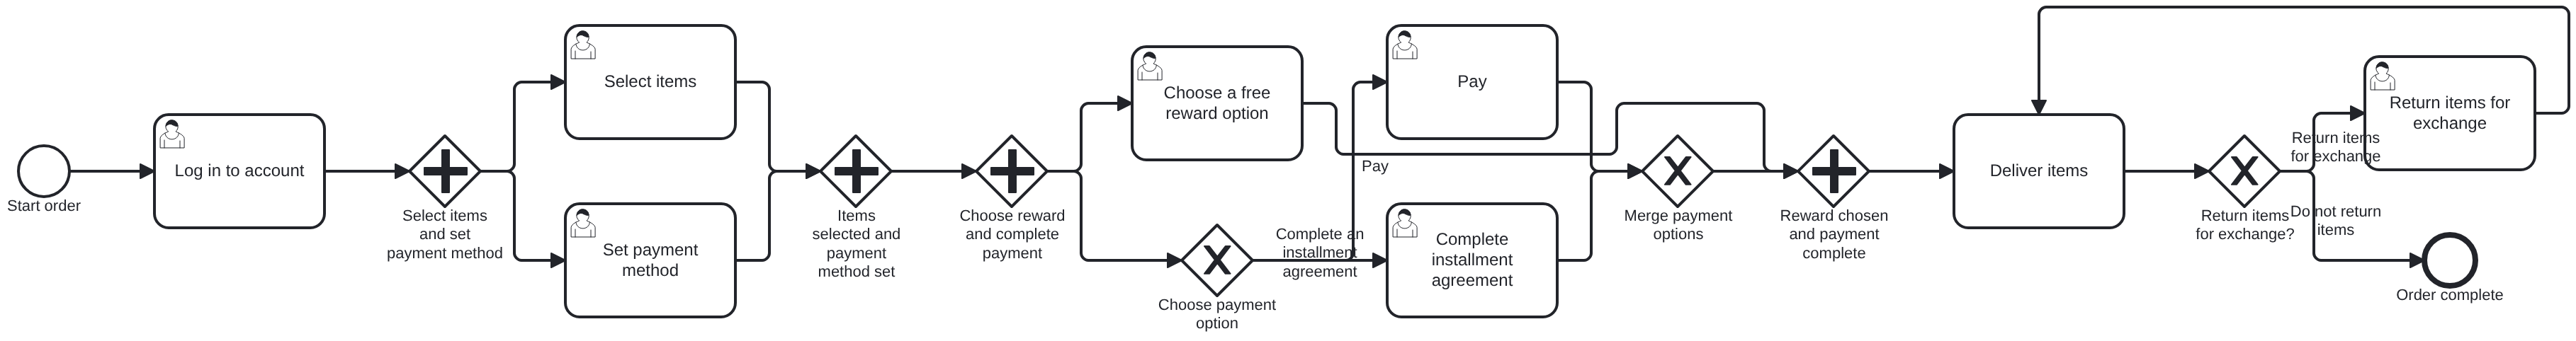 Start order
Log in to account
Select items
and set
payment method
Select items
Set payment
method
Items
selected and
payment
method set
Choose reward
and complete
payment
Choose a free
reward option
Choose payment
option
Pay
Complete an
installment
agreement
Pay
Complete
installment
agreement
Merge payment
options
Reward chosen
and payment
complete
Deliver items
Return items
for exchange?
Return items
for exchange
Do not return
items
Return items for
exchange
Order complete